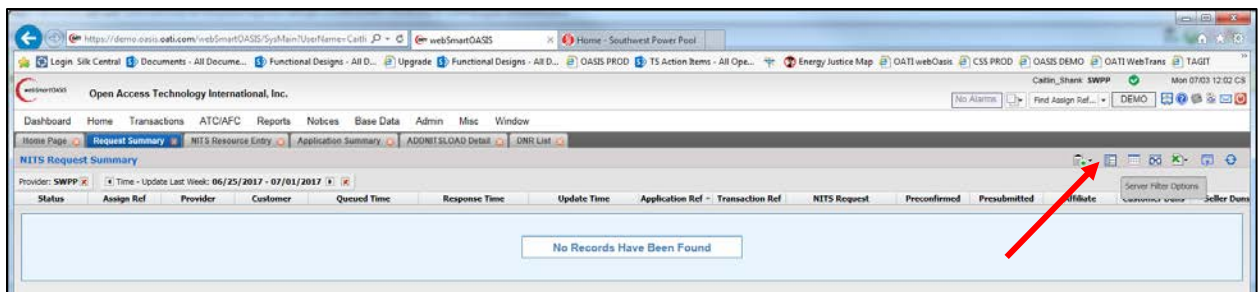 https://demo.oasis.oati.com/webSmartOASIS/SysMain?UserName=Caitli webSmartOASIS Home - Southwest Power Pool
Login Silk Central Documents - All Docume... Functional Designs - All D... Upgrade Functional Designs - All D... OASIS PROD TS Action Items - All Ope... Energy Justice Map OATI webOasis CSS PROD OASIS DEMO OATI WebTrans TAGIT
Caitlin_Shank SWPP Mon 07/03 12:02 CS
webSmartOASIS Open Access Technology International, Inc. No Alarms Find Assign Ref... DEMO
Dashboard Home Transactions ATC/AFC Reports Notices Base Data Admin Misc Window
Home Page Request Summary NITS Resource Entry Application Summary ADDNITSLOAD Detail DNR List
NITS Request Summary
Provider: SWPP Time - Update Last Week: 06/25/2017 - 07/01/2017
Server Filter Options
Status Assign Ref Provider Customer Queued Time Response Time Update Time Application Ref Transaction Ref NITS Request Preconfirmed Presubmitted Affiliate Customer Duns Seller Duns
No Records Have Been Found